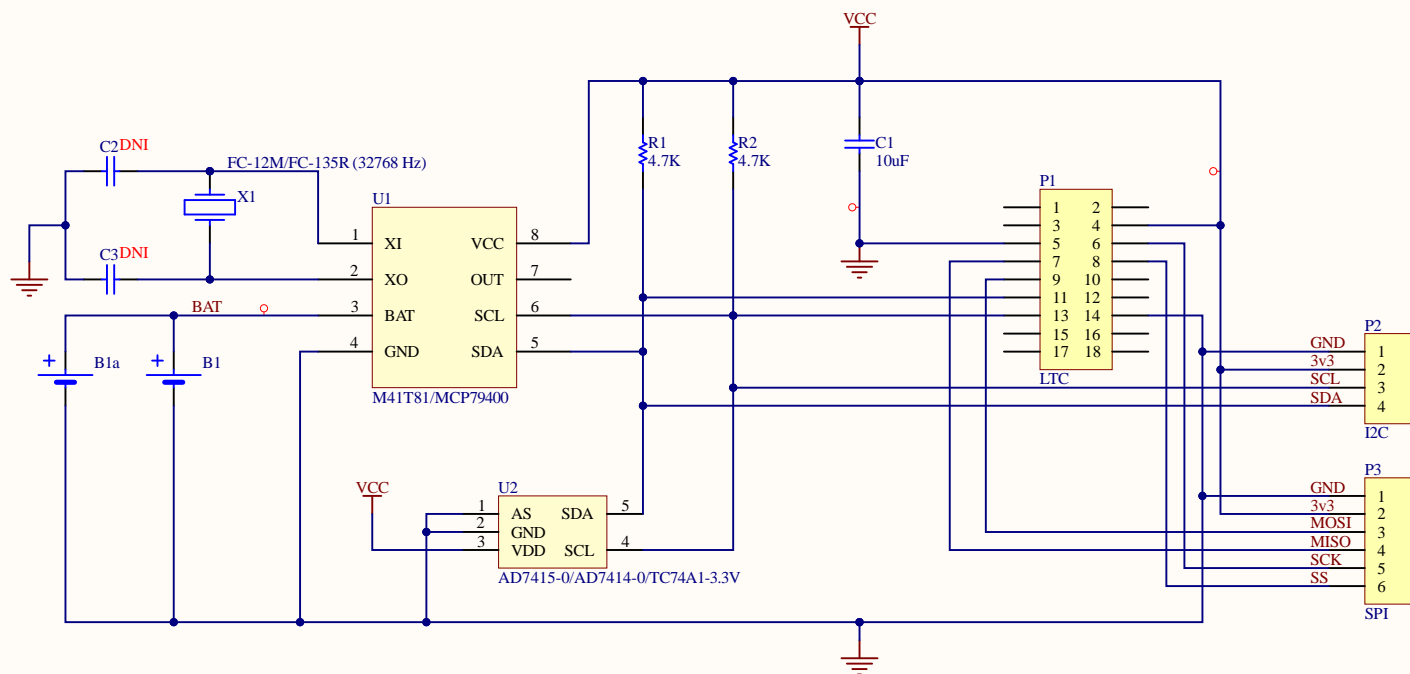 VCC
C2 DNI
FC-12M/FC-135R (32768 Hz)
X1
C3 DNI
R1
4.7K
R2
4.7K
C1
10uF
U1
1 XI VCC 8
2 XO OUT 7
3 BAT SCL 6
4 GND SDA 5
M41T81/MCP79400
BAT
B1a
B1
P1
1 2
3 4
5 6
7 8
9 10
11 12
13 14
15 16
17 18
LTC
P2
GND 1
3v3 2
SCL 3
SDA 4
I2C
VCC
U2
1 AS SDA 5
2 GND
3 VDD SCL 4
AD7415-0/AD7414-0/TC74A1-3.3V
P3
GND 1
3v3 2
MOSI 3
MISO 4
SCK 5
SS 6
SPI